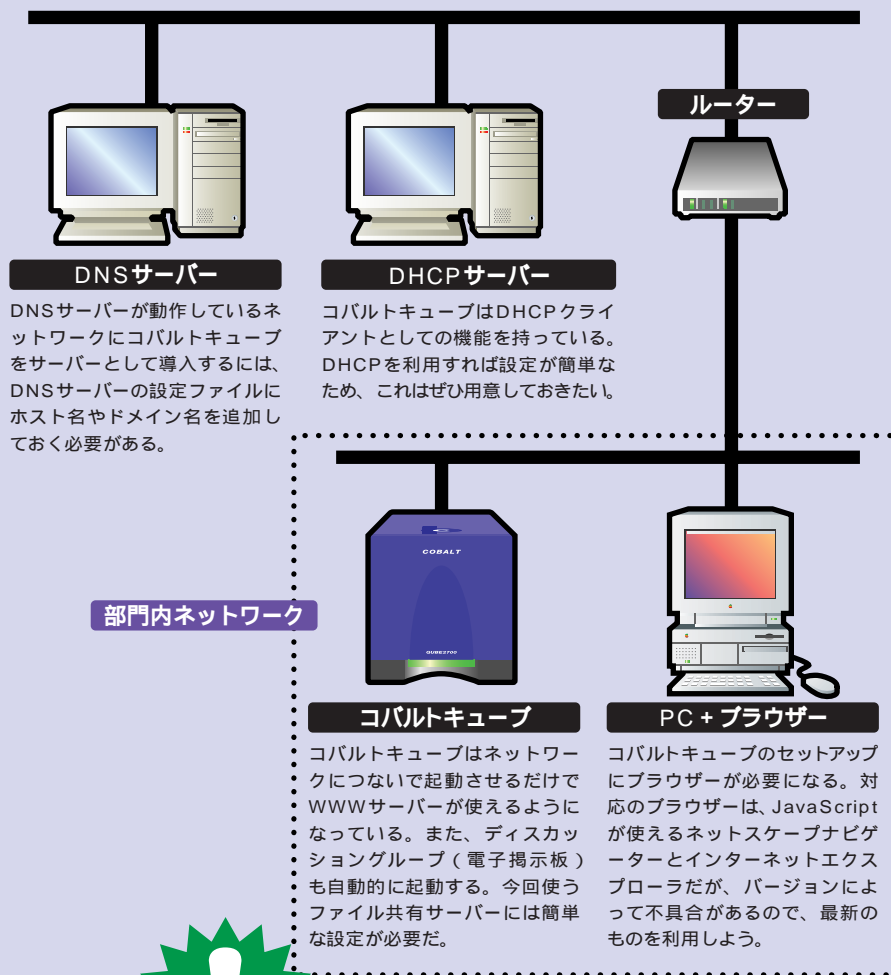 ルーター
DNSサーバー
DNSサーバーが動作しているネ
ットワークにコバルトキューブ
をサーバーとして導入するには、
DNSサーバーの設定ファイルに
ホスト名やドメイン名を追加し
ておく必要がある。
DHCPサーバー
コバルトキューブはDHCPクライ
アントとしての機能を持っている。
DHCPを利用すれば設定が簡単な
ため、これはぜひ用意しておきたい。
部門内ネットワーク
COBALT
QUBE2700
コバルトキューブ
コバルトキューブはネットワー
クにつないで起動させるだけで
WWWサーバーが使えるように
なっている。また、ディスカッ
ショングループ(電子掲示板)
も自動的に起動する。今回使う
ファイル共有サーバーには簡単
な設定が必要だ。
PC+ブラウザー
コバルトキューブのセットアップ
にブラウザーが必要になる。対
応のブラウザーは、JavaScript
が使えるネットスケープナビゲ
ーターとインターネットエクス
プローラだが、バージョンによ
って不具合があるので、最新の
ものを利用しよう。